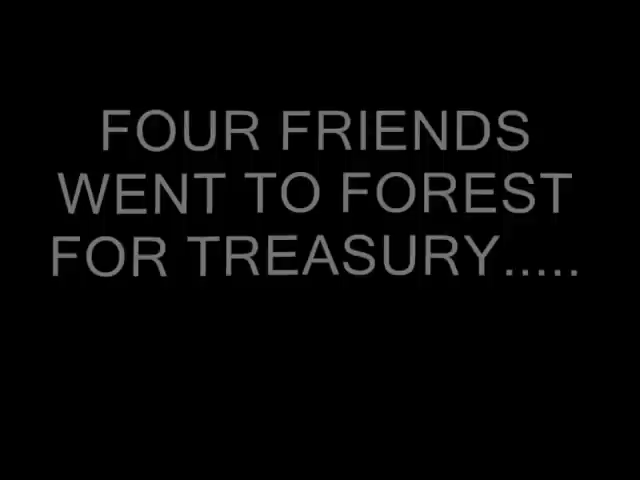 FOUR FRIENDS
WENT TO FOREST
FOR TREASURY.....